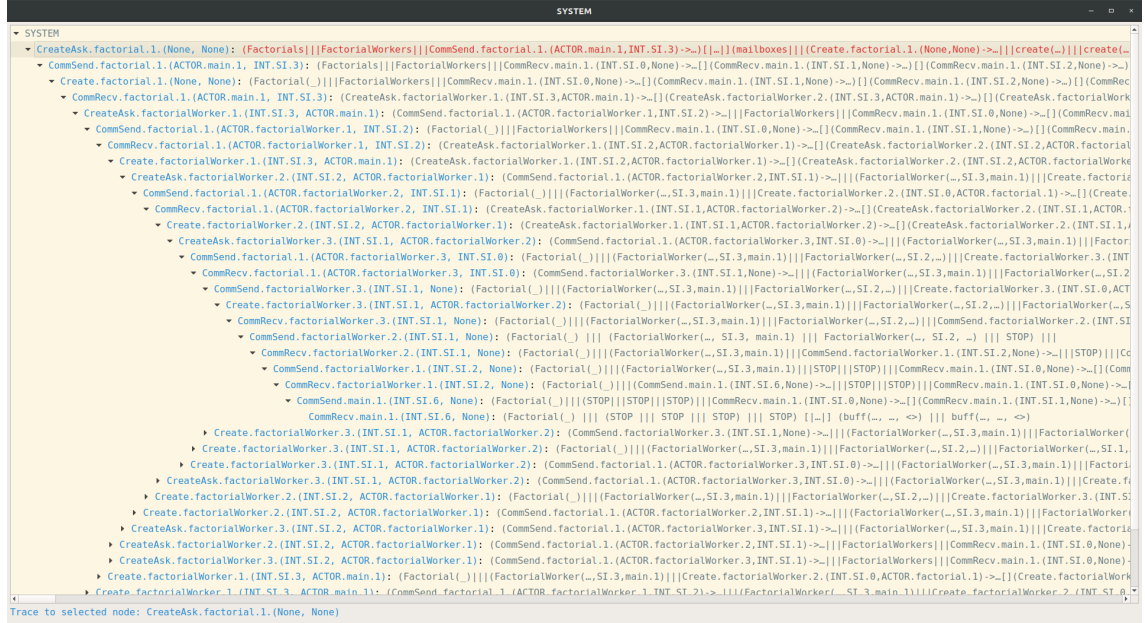 SYSTEM
SYSTEM
CreateAsk.factorial.1.(None, None): (Factorials|||FactorialWorkers|||CommSend.factorial.1.(ACTOR.main.1,INT.SI.3)->…)[|…|](mailboxes|||(Create.factorial.1.(None,None)->…|||create(…)|||create(…
CommSend.factorial.1.(ACTOR.main.1, INT.SI.3): (Factorials|||FactorialWorkers|||CommRecv.main.1.(INT.SI.0,None)->…[](CommRecv.main.1.(INT.SI.1,None)->…)[](CommRecv.main.1.(INT.SI.2,None)->…)
Create.factorial.1.(None, None): (Factorial(_)|||FactorialWorkers|||CommRecv.main.1.(INT.SI.0,None)->…[](CommRecv.main.1.(INT.SI.1,None)->…)[](CommRecv.main.1.(INT.SI.2,None)->…)[](CommRec
CommRecv.factorial.1.(ACTOR.main.1, INT.SI.3): (CreateAsk.factorialWorker.1.(INT.SI.3,ACTOR.main.1)->…[](CreateAsk.factorialWorker.2.(INT.SI.3,ACTOR.main.1)->…)[](CreateAsk.factorialWork
CreateAsk.factorialWorker.1.(INT.SI.3, ACTOR.main.1): (CommSend.factorial.1.(ACTOR.factorialWorker.1,INT.SI.2)->…|||FactorialWorkers|||CommRecv.main.1.(INT.SI.0,None)->…[](CommRecv.mai
CommSend.factorial.1.(ACTOR.factorialWorker.1, INT.SI.2): (Factorial(_)|||FactorialWorkers|||CommRecv.main.1.(INT.SI.0,None)->…[](CommRecv.main.1.(INT.SI.1,None)->…)[](CommRecv.main.
CommRecv.factorial.1.(ACTOR.factorialWorker.1, INT.SI.2): (CreateAsk.factorialWorker.1.(INT.SI.2,ACTOR.factorialWorker.1)->…[](CreateAsk.factorialWorker.2.(INT.SI.2,ACTOR.factorial
Create.factorialWorker.1.(INT.SI.3, ACTOR.main.1): (CreateAsk.factorialWorker.1.(INT.SI.2,ACTOR.factorialWorker.1)->…[](CreateAsk.factorialWorker.2.(INT.SI.2,ACTOR.factorialWorke
CreateAsk.factorialWorker.2.(INT.SI.2, ACTOR.factorialWorker.1): (CommSend.factorial.1.(ACTOR.factorialWorker.2,INT.SI.1)->…|||(FactorialWorker(…,SI.3,main.1)|||Create.factoria
CommSend.factorial.1.(ACTOR.factorialWorker.2, INT.SI.1): (Factorial(_)|||(FactorialWorker(…,SI.3,main.1)|||Create.factorialWorker.2.(INT.SI.0,ACTOR.factorial.1)->…[](Create.
CommRecv.factorial.1.(ACTOR.factorialWorker.2, INT.SI.1): (CreateAsk.factorialWorker.1.(INT.SI.1,ACTOR.factorialWorker.2)->…[](CreateAsk.factorialWorker.2.(INT.SI.1,ACTOR.
Create.factorialWorker.2.(INT.SI.2, ACTOR.factorialWorker.1): (CreateAsk.factorialWorker.1.(INT.SI.1,ACTOR.factorialWorker.2)->…[](CreateAsk.factorialWorker.2.(INT.SI.1,
CreateAsk.factorialWorker.3.(INT.SI.1, ACTOR.factorialWorker.2): (CommSend.factorial.1.(ACTOR.factorialWorker.3,INT.SI.0)->…|||(FactorialWorker(…,SI.3,main.1)|||Factor
CommSend.factorial.1.(ACTOR.factorialWorker.3, INT.SI.0): (Factorial(_)|||(FactorialWorker(…,SI.3,main.1)|||FactorialWorker(…,SI.2,…)|||Create.factorialWorker.3.(INT
CommRecv.factorial.1.(ACTOR.factorialWorker.3, INT.SI.0): (CommSend.factorialWorker.3.(INT.SI.1,None)->…|||(FactorialWorker(…,SI.3,main.1)|||FactorialWorker(…,SI.2
CommSend.factorialWorker.3.(INT.SI.1, None): (Factorial(_)|||(FactorialWorker(…,SI.3,main.1)|||FactorialWorker(…,SI.2,…)|||Create.factorialWorker.3.(INT.SI.0,ACT
Create.factorialWorker.3.(INT.SI.1, ACTOR.factorialWorker.2): (Factorial(_)|||(FactorialWorker(…,SI.3,main.1)|||FactorialWorker(…,SI.2,…)|||FactorialWorker(…,S
CommRecv.factorialWorker.3.(INT.SI.1, None): (Factorial(_)|||(FactorialWorker(…,SI.3,main.1)|||FactorialWorker(…,SI.2,…)|||CommSend.factorialWorker.2.(INT.SI
CommSend.factorialWorker.2.(INT.SI.1, None): (Factorial(_) ||| (FactorialWorker(…, SI.3, main.1) ||| FactorialWorker(…, SI.2, …) ||| STOP) |||
CommRecv.factorialWorker.2.(INT.SI.1, None): (Factorial(_)|||(FactorialWorker(…,SI.3,main.1)|||CommSend.factorialWorker.1.(INT.SI.2,None)->…|||STOP)|||Co
CommSend.factorialWorker.1.(INT.SI.2, None): (Factorial(_)|||(FactorialWorker(…,SI.3,main.1)|||STOP|||STOP)|||CommRecv.main.1.(INT.SI.0,None)->…[](Comm
CommRecv.factorialWorker.1.(INT.SI.2, None): (Factorial(_)|||(CommSend.main.1.(INT.SI.6,None)->…|||STOP|||STOP)|||CommRecv.main.1.(INT.SI.0,None)->…[
CommSend.main.1.(INT.SI.6, None): (Factorial(_)|||(STOP|||STOP|||STOP)|||CommRecv.main.1.(INT.SI.0,None)->…[](CommRecv.main.1.(INT.SI.1,None)->…)[]
CommRecv.main.1.(INT.SI.6, None): (Factorial(_) ||| (STOP ||| STOP ||| STOP) ||| STOP) [|…|] (buff(…, …, <>) ||| buff(…, …, <>)
Create.factorialWorker.3.(INT.SI.1, ACTOR.factorialWorker.2): (CommSend.factorialWorker.3.(INT.SI.1,None)->…|||(FactorialWorker(…,SI.3,main.1)|||FactorialWorker(
Create.factorialWorker.3.(INT.SI.1, ACTOR.factorialWorker.2): (Factorial(_)|||(FactorialWorker(…,SI.3,main.1)|||FactorialWorker(…,SI.2,…)|||FactorialWorker(…,SI.1,
Create.factorialWorker.3.(INT.SI.1, ACTOR.factorialWorker.2): (CommSend.factorial.1.(ACTOR.factorialWorker.3,INT.SI.0)->…|||(FactorialWorker(…,SI.3,main.1)|||Factori
CreateAsk.factorialWorker.3.(INT.SI.1, ACTOR.factorialWorker.2): (CommSend.factorial.1.(ACTOR.factorialWorker.3,INT.SI.0)->…|||(FactorialWorker(…,SI.3,main.1)|||Create.f
Create.factorialWorker.2.(INT.SI.2, ACTOR.factorialWorker.1): (Factorial(_)|||(FactorialWorker(…,SI.3,main.1)|||FactorialWorker(…,SI.2,…)|||Create.factorialWorker.3.(INT.SI
Create.factorialWorker.2.(INT.SI.2, ACTOR.factorialWorker.1): (CommSend.factorial.1.(ACTOR.factorialWorker.2,INT.SI.1)->…|||(FactorialWorker(…,SI.3,main.1)|||FactorialWorker(
CreateAsk.factorialWorker.3.(INT.SI.2, ACTOR.factorialWorker.1): (CommSend.factorial.1.(ACTOR.factorialWorker.3,INT.SI.1)->…|||(FactorialWorker(…,SI.3,main.1)|||Create.factoria
CreateAsk.factorialWorker.2.(INT.SI.2, ACTOR.factorialWorker.1): (CommSend.factorial.1.(ACTOR.factorialWorker.2,INT.SI.1)->…|||FactorialWorkers|||CommRecv.main.1.(INT.SI.0,None)-
CreateAsk.factorialWorker.3.(INT.SI.2, ACTOR.factorialWorker.1): (CommSend.factorial.1.(ACTOR.factorialWorker.3,INT.SI.1)->…|||FactorialWorkers|||CommRecv.main.1.(INT.SI.0,None)-
Create.factorialWorker.1.(INT.SI.3, ACTOR.main.1): (Factorial(_)|||(FactorialWorker(…,SI.3,main.1)|||Create.factorialWorker.2.(INT.SI.0,ACTOR.factorial.1)->…[](Create.factorialWork
Create.factorialWorker.1.(INT.SI.3, ACTOR.main.1): (CommSend.factorial.1.(ACTOR.factorialWorker.1,INT.SI.2)->…|||(FactorialWorker(…,SI.3,main.1)|||Create.factorialWorker.2.(INT.SI.0
Trace to selected node: CreateAsk.factorial.1.(None, None)